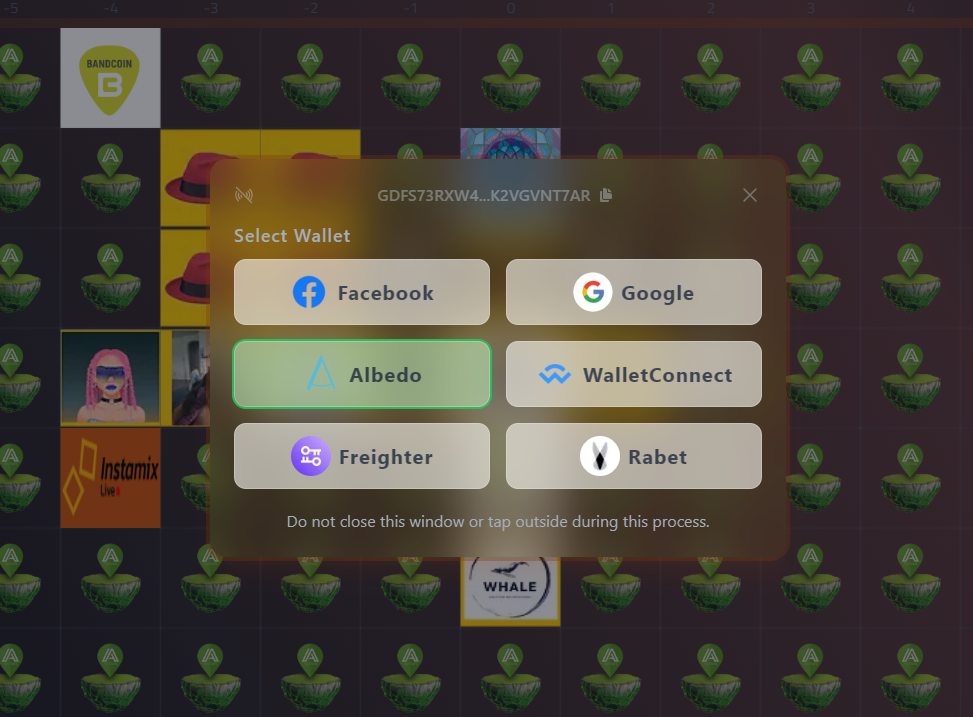 -5 -4 -3 -2 -1 0 1 2 3 4
BANDCOIN
B
GDFS73RXW4...K2VGVNT7AR
Select Wallet
Facebook Google
Albedo WalletConnect
Freighter Rabet
Instamix
Live
Do not close this window or tap outside during this process.
WHALE